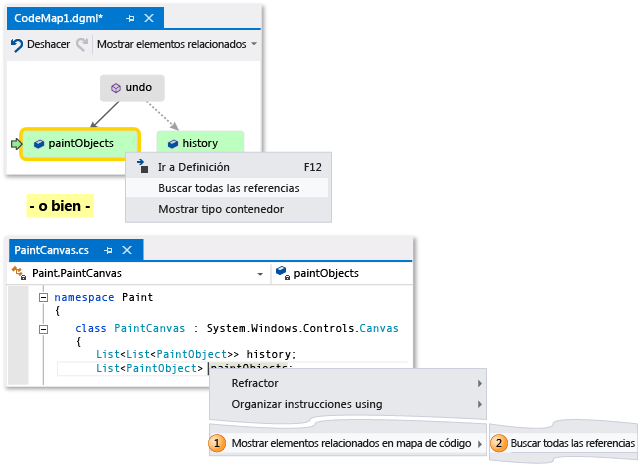 CodeMap1.dgml*
Deshacer Mostrar elementos relacionados
undo
paintObjects history
Ir a Definición F12
Buscar todas las referencias
Mostrar tipo contenedor
- o bien -
PaintCanvas.cs
Paint.PaintCanvas paintObjects
namespace Paint
{
class PaintCanvas : System.Windows.Controls.Canvas
{
List<List<PaintObject>> history;
List<PaintObject> paintObjects;
Refractor
Organizar instrucciones using
1 Mostrar elementos relacionados en mapa de código 2 Buscar todas las referencias